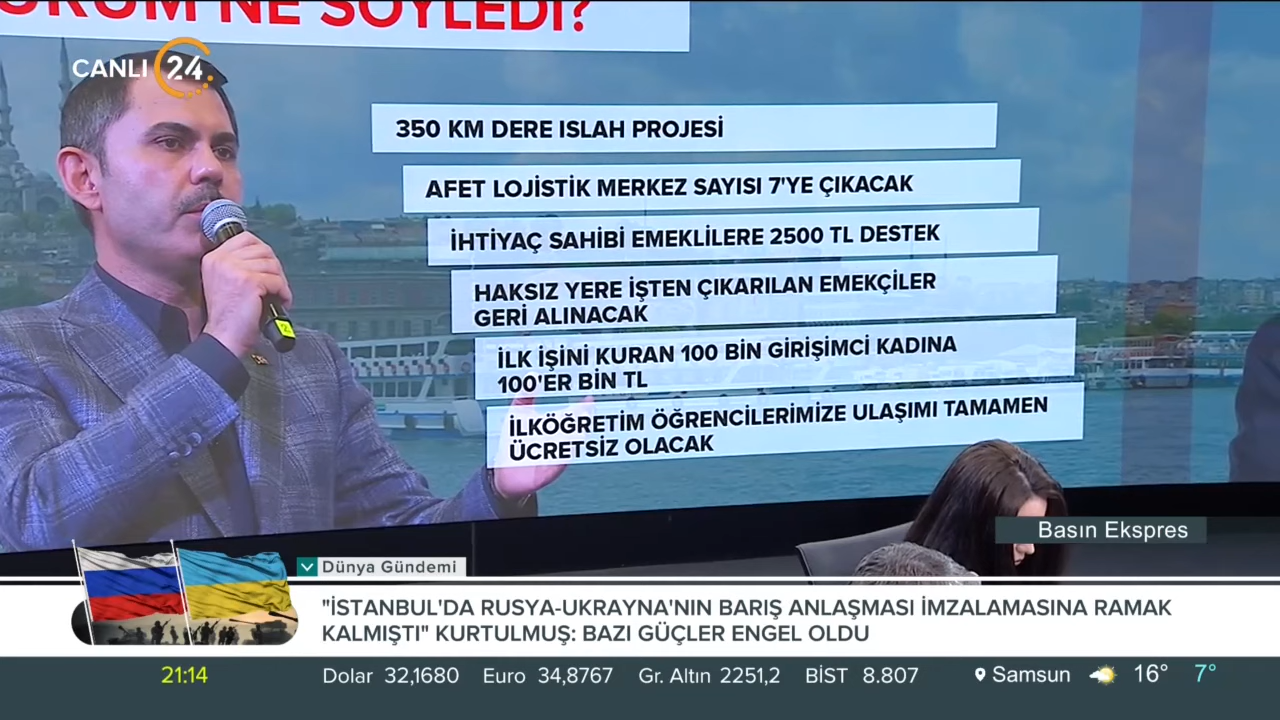 NE SÖYLEDİ?
CANLI 24
350 KM DERE ISLAH PROJESİ
AFET LOJİSTİK MERKEZ SAYISI 7'YE ÇIKACAK
İHTİYAÇ SAHİBİ EMEKLİLERE 2500 TL DESTEK
HAKSIZ YERE İŞTEN ÇIKARILAN EMEKÇİLER
GERİ ALINACAK
İLK İŞİNİ KURAN 100 BİN GİRİŞİMCİ KADINA
100'ER BİN TL
İLKÖĞRETİM ÖĞRENCİLERİMİZE ULAŞIMI TAMAMEN
ÜCRETSİZ OLACAK
Basın Ekspres
Dünya Gündemi
"İSTANBUL'DA RUSYA-UKRAYNA'NIN BARIŞ ANLAŞMASI İMZALAMASINA RAMAK
KALMIŞTI" KURTULMUŞ: BAZI GÜÇLER ENGEL OLDU
21:14 Dolar 32,1680 Euro 34,8767 Gr. Altın 2251,2 BİST 8.807 Samsun 16° 7°